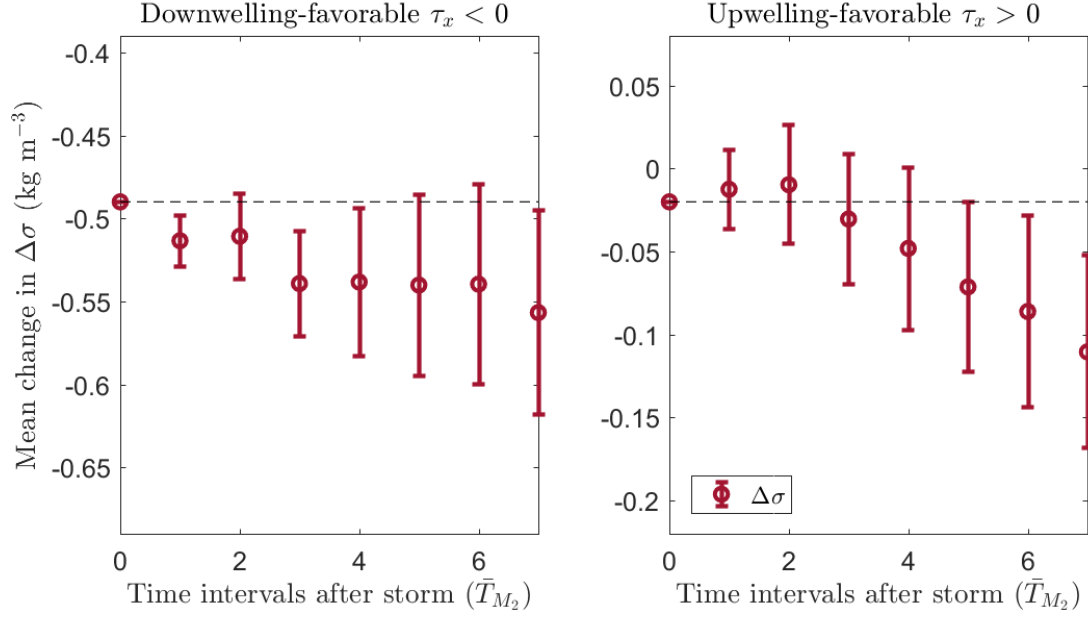 Downwelling-favorable τₓ < 0
Mean change in Δσ (kg m⁻³)
-0.4
-0.45
-0.5
-0.55
-0.6
-0.65
0 2 4 6
Time intervals after storm (T̄_{M₂})
Upwelling-favorable τₓ > 0
0.05
0
-0.05
-0.1
-0.15
-0.2
Δσ
0 2 4 6
Time intervals after storm (T̄_{M₂})